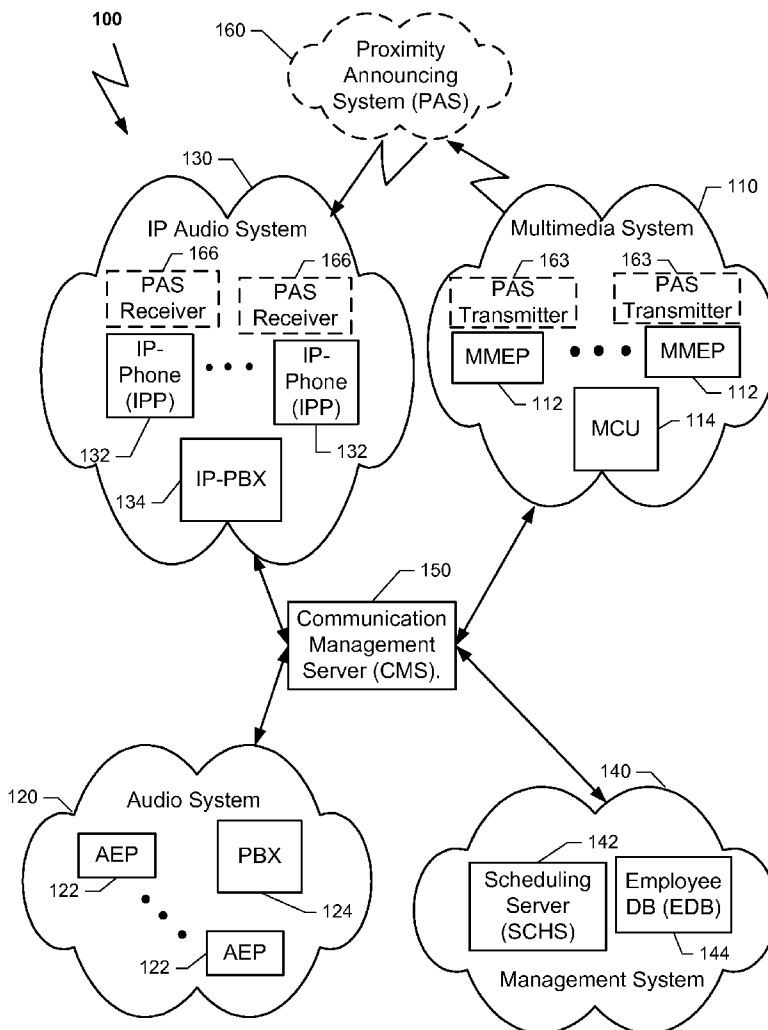 100
160
Proximity
Announcing
System (PAS)
130
110
IP Audio System
Multimedia System
166
166
163
163
PAS
Receiver
PAS
Receiver
PAS
Transmitter
PAS
Transmitter
IP-
Phone
(IPP)
IP-
Phone
(IPP)
MMEP
MMEP
112
112
132
132
MCU
114
134
IP-PBX
150
Communication
Management
Server (CMS).
120
Audio System
140
AEP
122
PBX
124
122
AEP
142
Scheduling
Server
(SCHS)
Employee
DB (EDB)
144
Management System